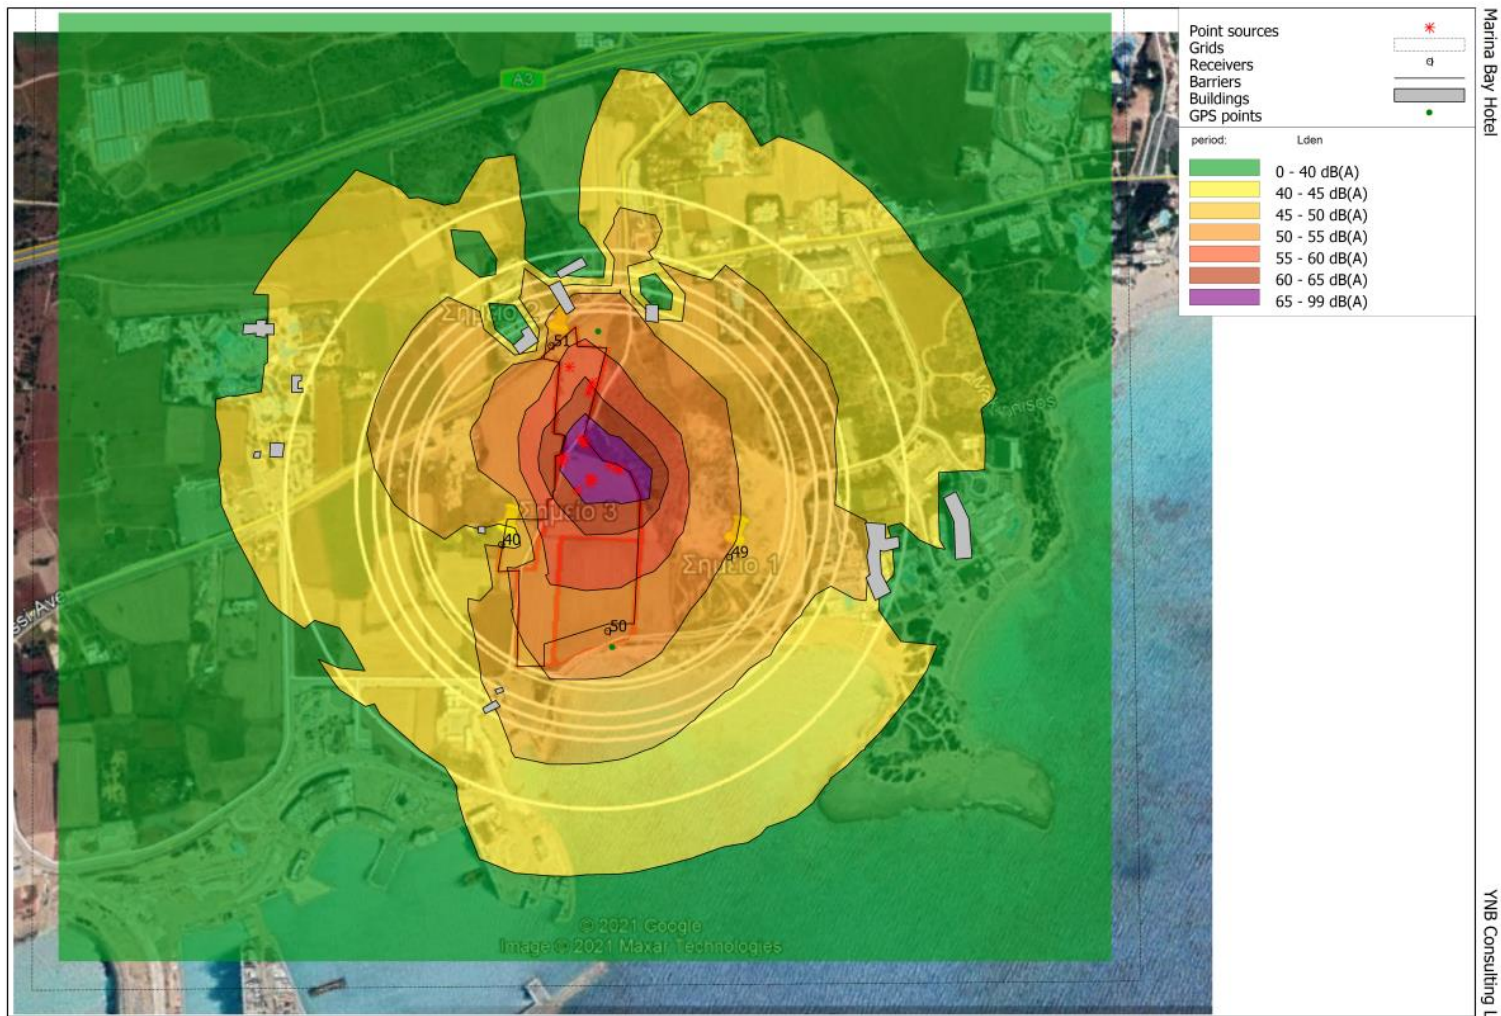 Marina Bay Hotel
Point sources
Grids
Receivers
Barriers
Buildings
GPS points
period: Lden
0 - 40 dB(A)
40 - 45 dB(A)
45 - 50 dB(A)
50 - 55 dB(A)
55 - 60 dB(A)
60 - 65 dB(A)
65 - 99 dB(A)
A3
Σημείο 2
51
Σημείο 3
40
49
Σημείο 1
50
© 2021 Google
Image © 2021 Maxar Technologies
YNB Consulting L